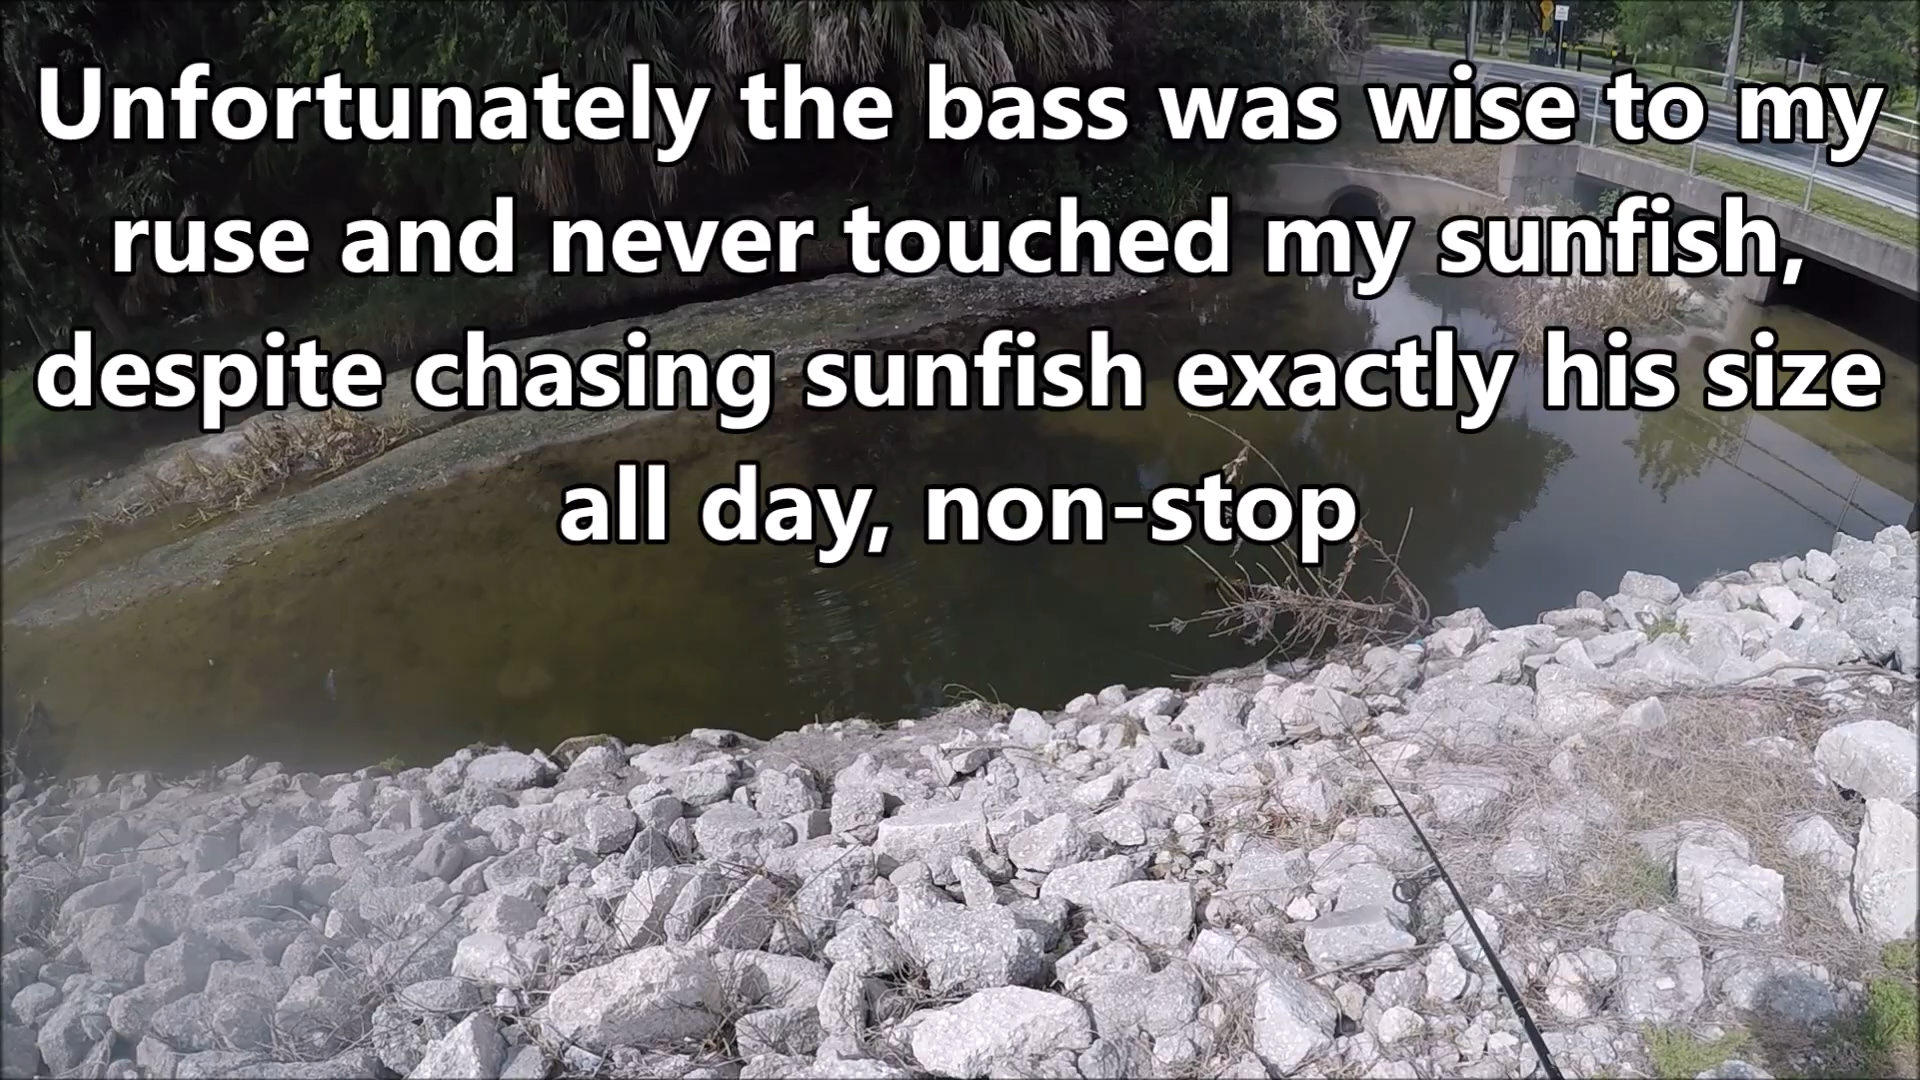 Unfortunately the bass was wise to my
ruse and never touched my sunfish,
despite chasing sunfish exactly his size
all day, non-stop